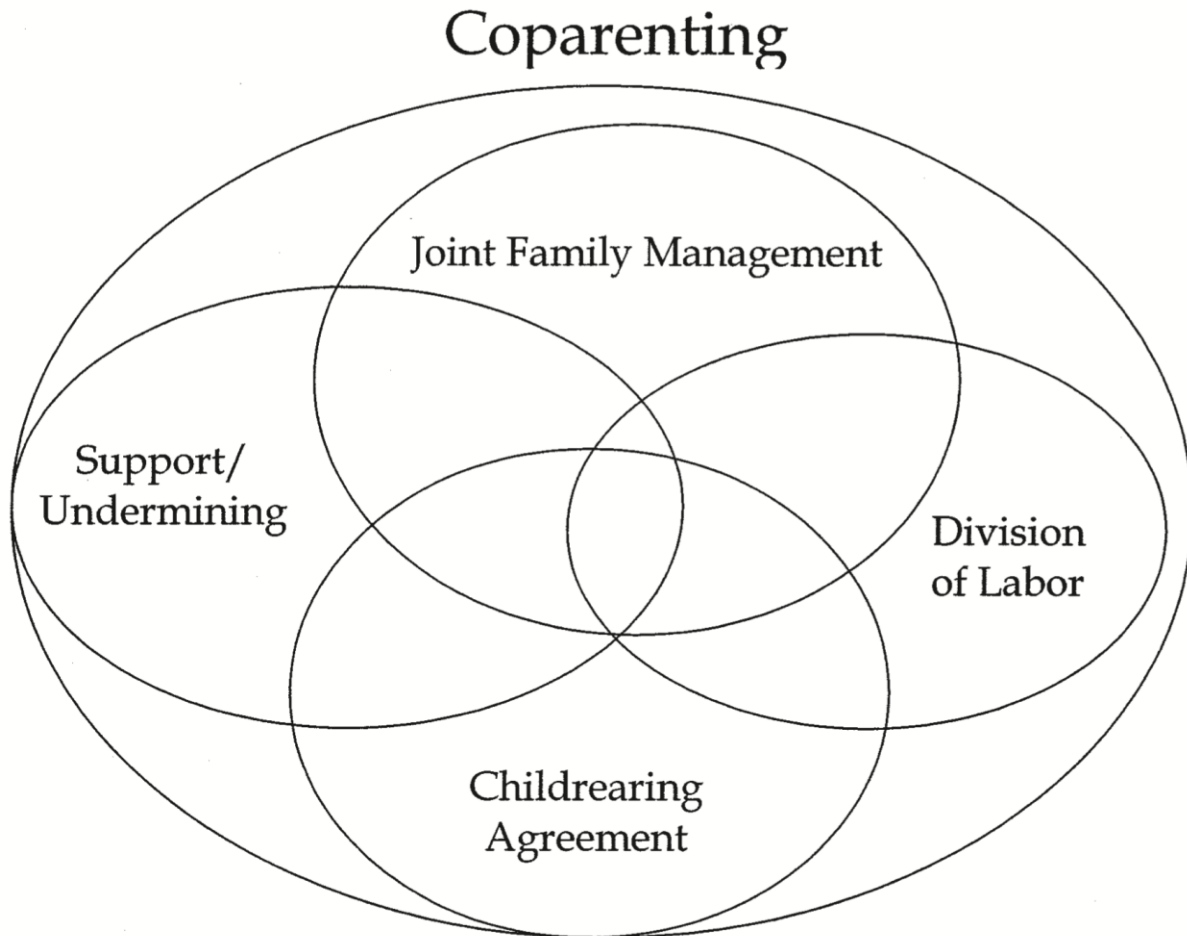 Coparenting
Joint Family Management
Support/
Undermining
Division
of Labor
Childrearing
Agreement